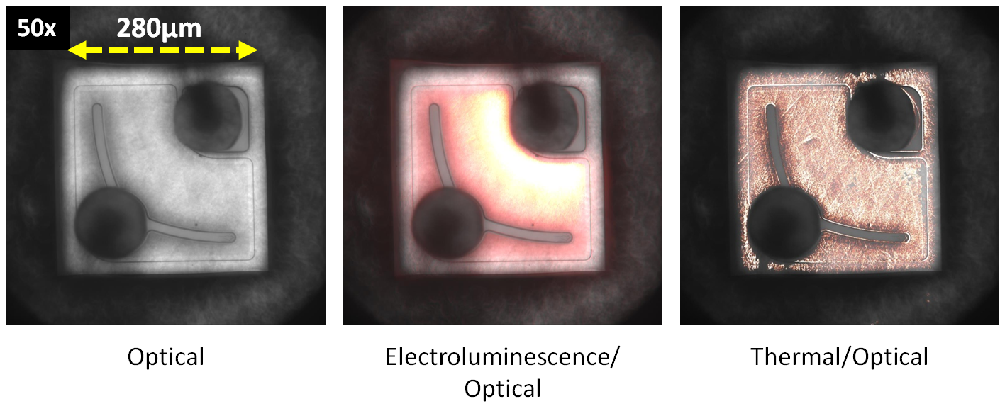 50x
280µm
Optical
Electroluminescence/
Optical
Thermal/Optical